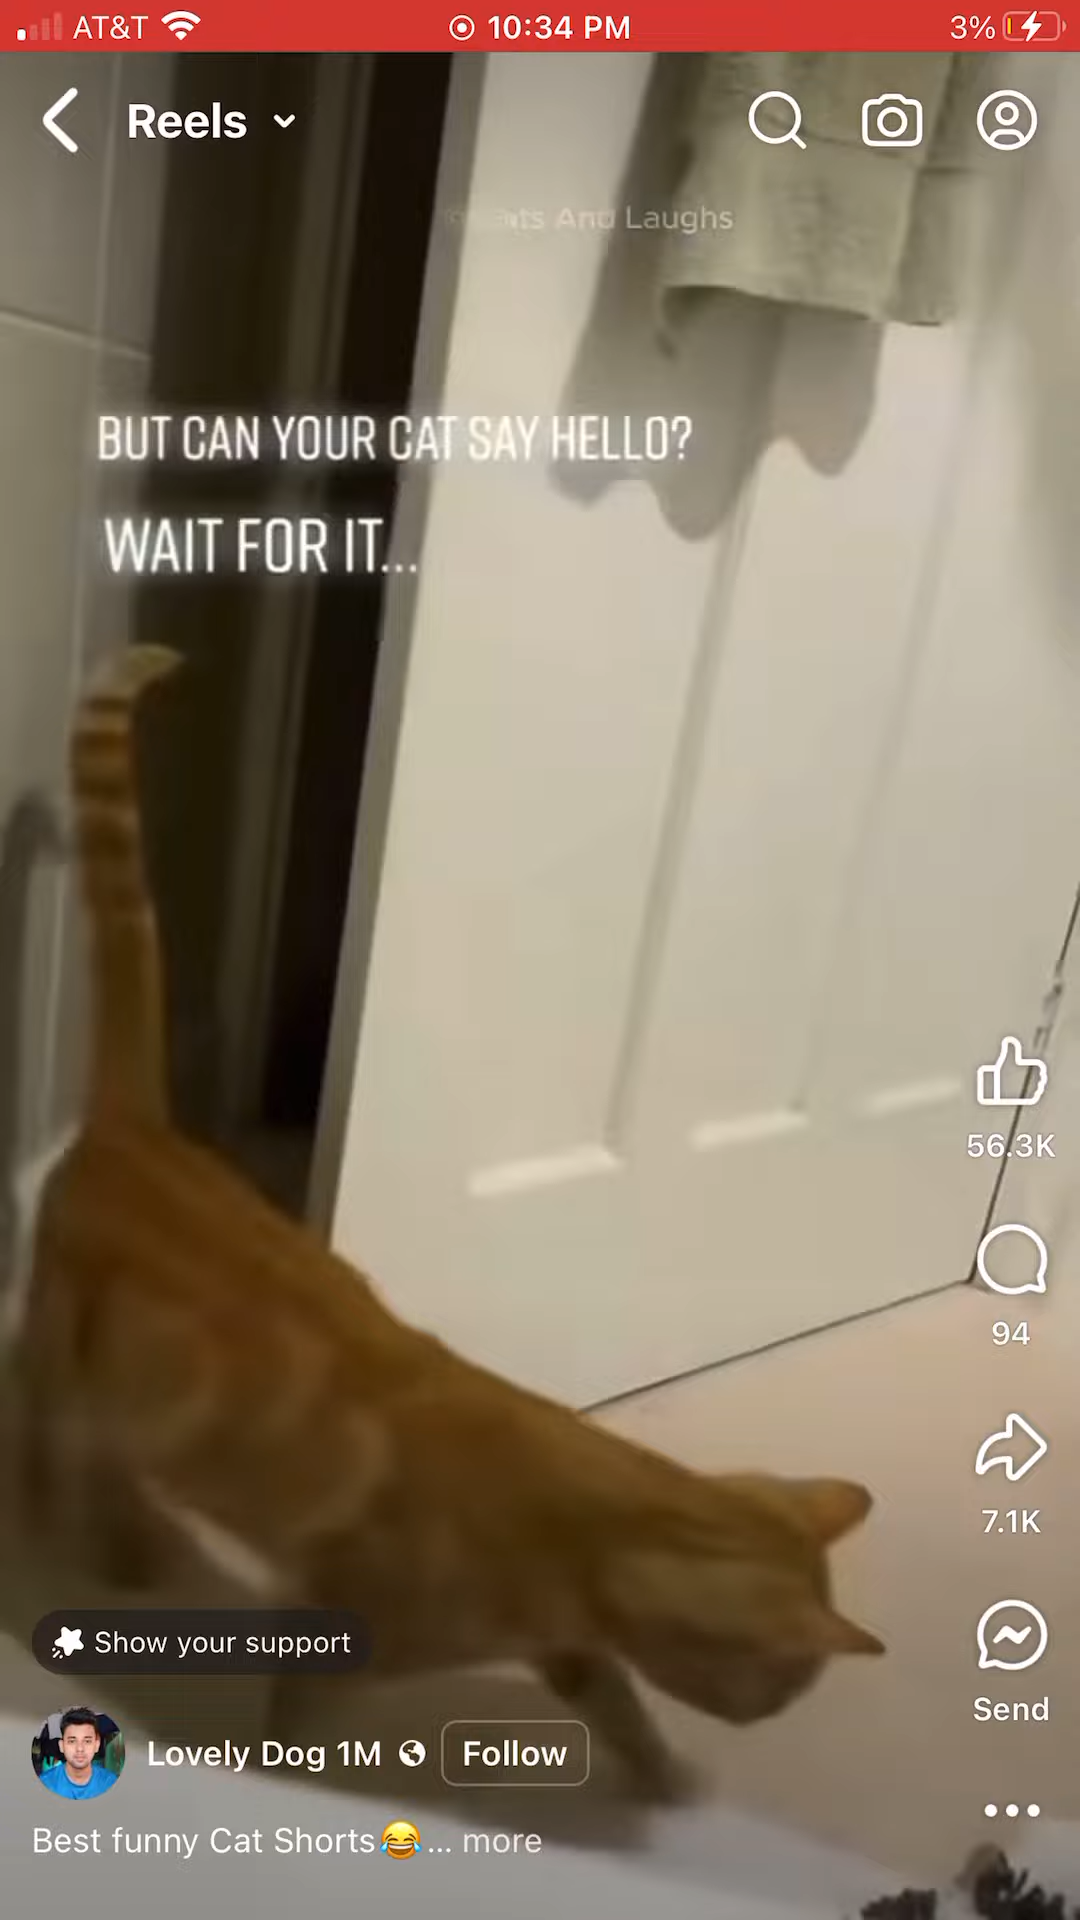 AT&T 10:34 PM 3%
Reels
And Laughs
BUT CAN YOUR CAT SAY HELLO?
WAIT FOR IT...
56.3K
94
7.1K
Show your support
Send
Lovely Dog 1M Follow
Best funny Cat Shorts😂... more